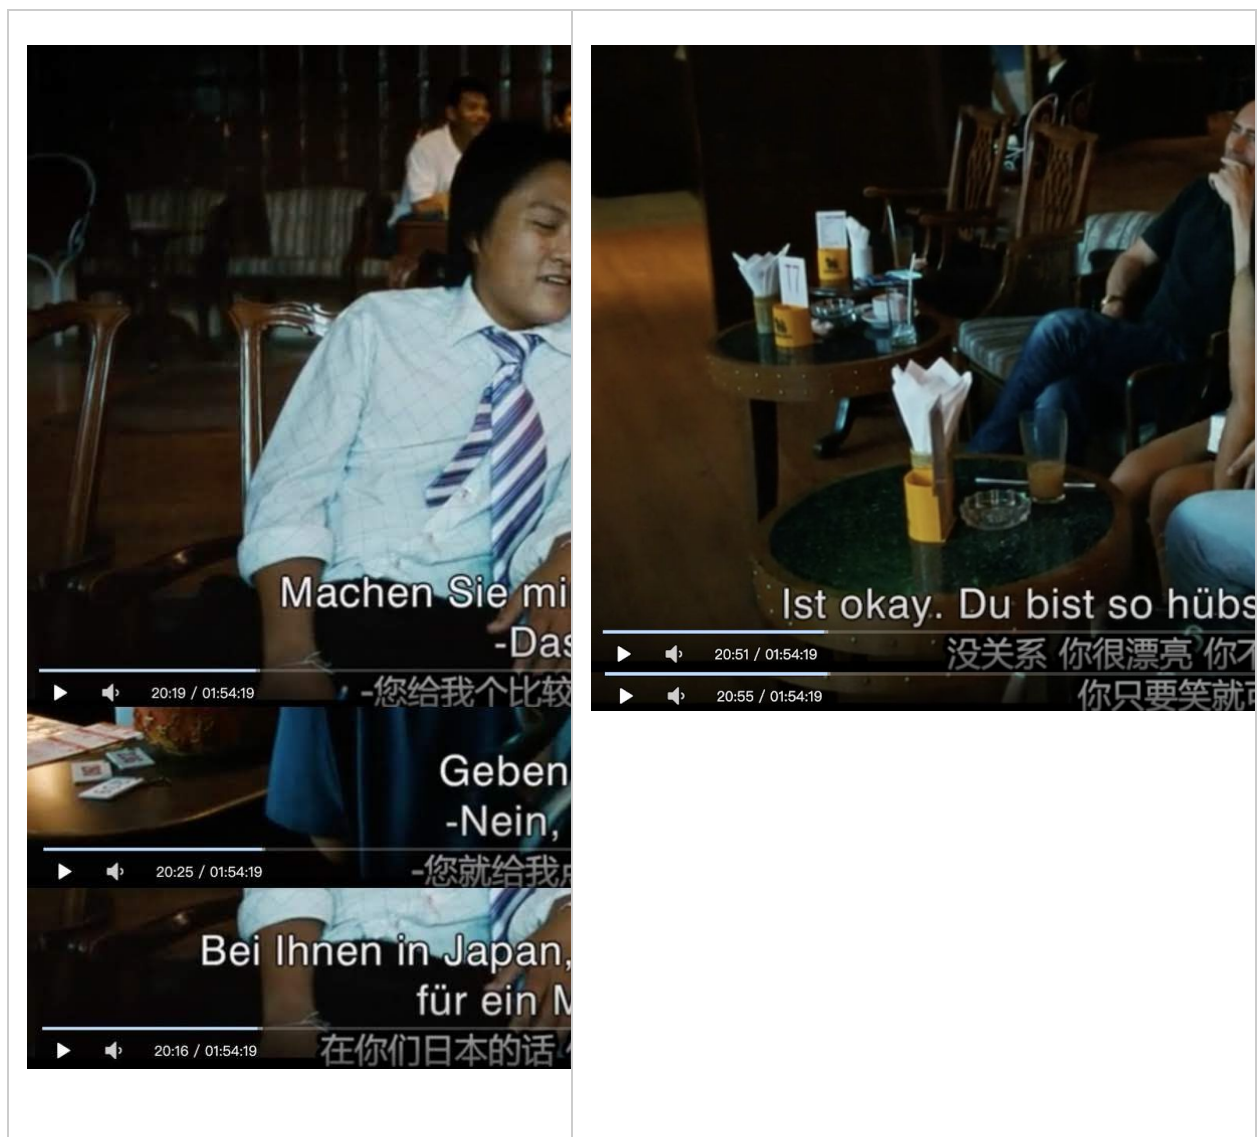 Machen Sie mi
-Das
20:19 / 01:54:19
-您给我个比较
Geben
-Nein,
20:25 / 01:54:19
-您就给我
Bei Ihnen in Japan,
für ein M
20:16 / 01:54:19
在你们日本的话
Ist okay. Du bist so hübs
20:51 / 01:54:19
没关系 你很漂亮 你不
20:55 / 01:54:19
你只要笑就可